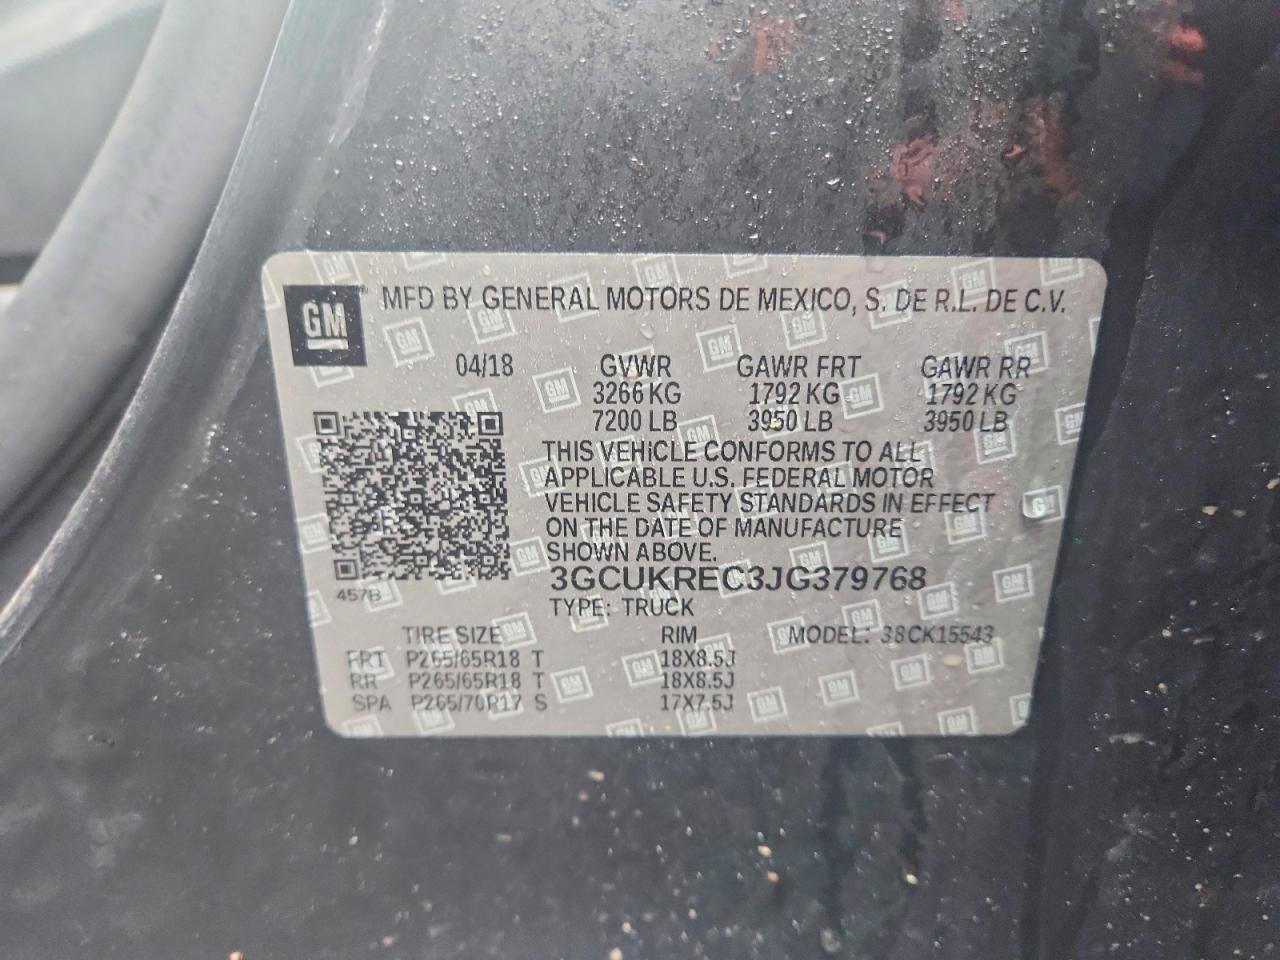 GM MFD BY GENERAL MOTORS DE MEXICO, S. DE R.L. DE C.V.
04/18 GVWR GAWR FRT GAWR RR
3266 KG 1792 KG 1792 KG
7200 LB 3950 LB 3950 LB
THIS VEHICLE CONFORMS TO ALL
APPLICABLE U.S. FEDERAL MOTOR
VEHICLE SAFETY STANDARDS IN EFFECT
ON THE DATE OF MANUFACTURE
SHOWN ABOVE.
3GCUKREC3JG379768
457B
TYPE: TRUCK
TIRE SIZE RIM MODEL: 38CK15543
FRT P265/65R18 T 18X8.5J
RR P265/65R18 T 18X8.5J
SPA P265/70R17 S 17X7.5J